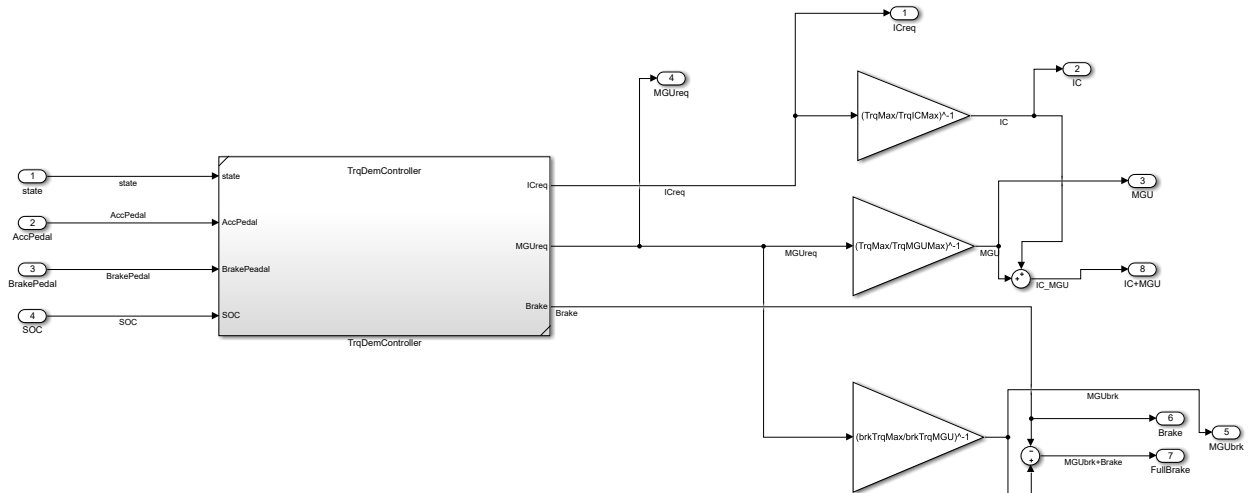 1
ICreq
2
IC
4
MGUreq
(TrqMax/TrqICMax)^-1
IC
TrqDemController
1
state
state
state
ICreq
ICreq
3
MGU
2
AccPedal
AccPedal
AccPedal
MGUreq
MGUreq
(TrqMax/TrqMGUMax)^-1
MGU
+
+
IC_MGU
8
IC+MGU
3
BrakePedal
BrakePedal
BrakePeadal
4
SOC
SOC
SOC
Brake
Brake
TrqDemController
MGUbrk
6
Brake
5
MGUbrk
(brkTrqMax/brkTrqMGU)^-1
−
+
MGUbrk+Brake
7
FullBrake